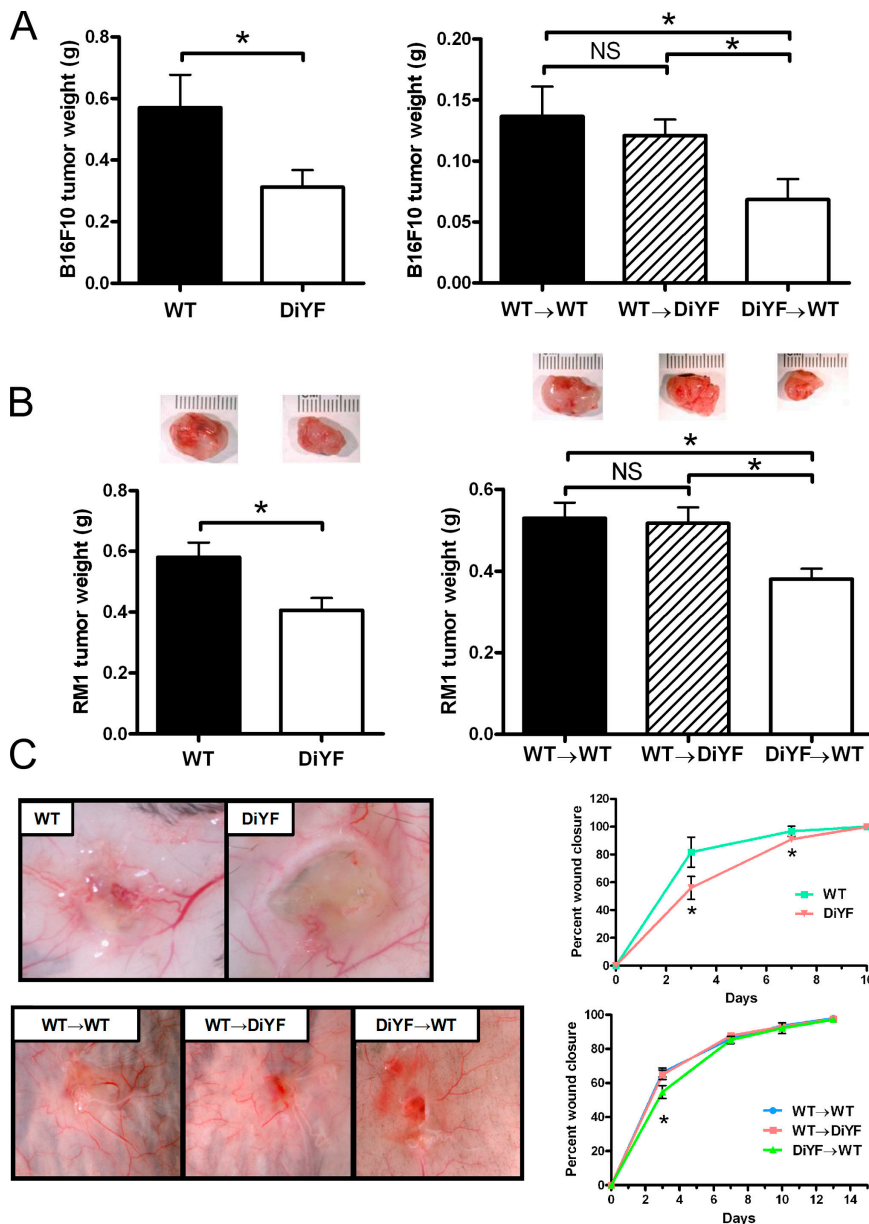 A
B16F10 tumor weight (g)
0.8
0.6
0.4
0.2
0.0
*
WT
DiYF
B16F10 tumor weight (g)
0.20
0.15
0.10
0.05
0.00
*
NS
*
WT→WT
WT→DiYF
DiYF→WT
B
RM1 tumor weight (g)
0.8
0.6
0.4
0.2
0.0
*
WT
DiYF
RM1 tumor weight (g)
0.6
0.4
0.2
0.0
*
NS
*
WT→WT
WT→DiYF
DiYF→WT
C
WT
DiYF
Percent wound closure
120
100
80
60
40
20
0
*
*
WT
DiYF
0 2 4 6 8 10
Days
WT→WT
WT→DiYF
DiYF→WT
Percent wound closure
100
80
60
40
20
0
*
WT→WT
WT→DiYF
DiYF→WT
0 2 4 6 8 10 12 14
Days